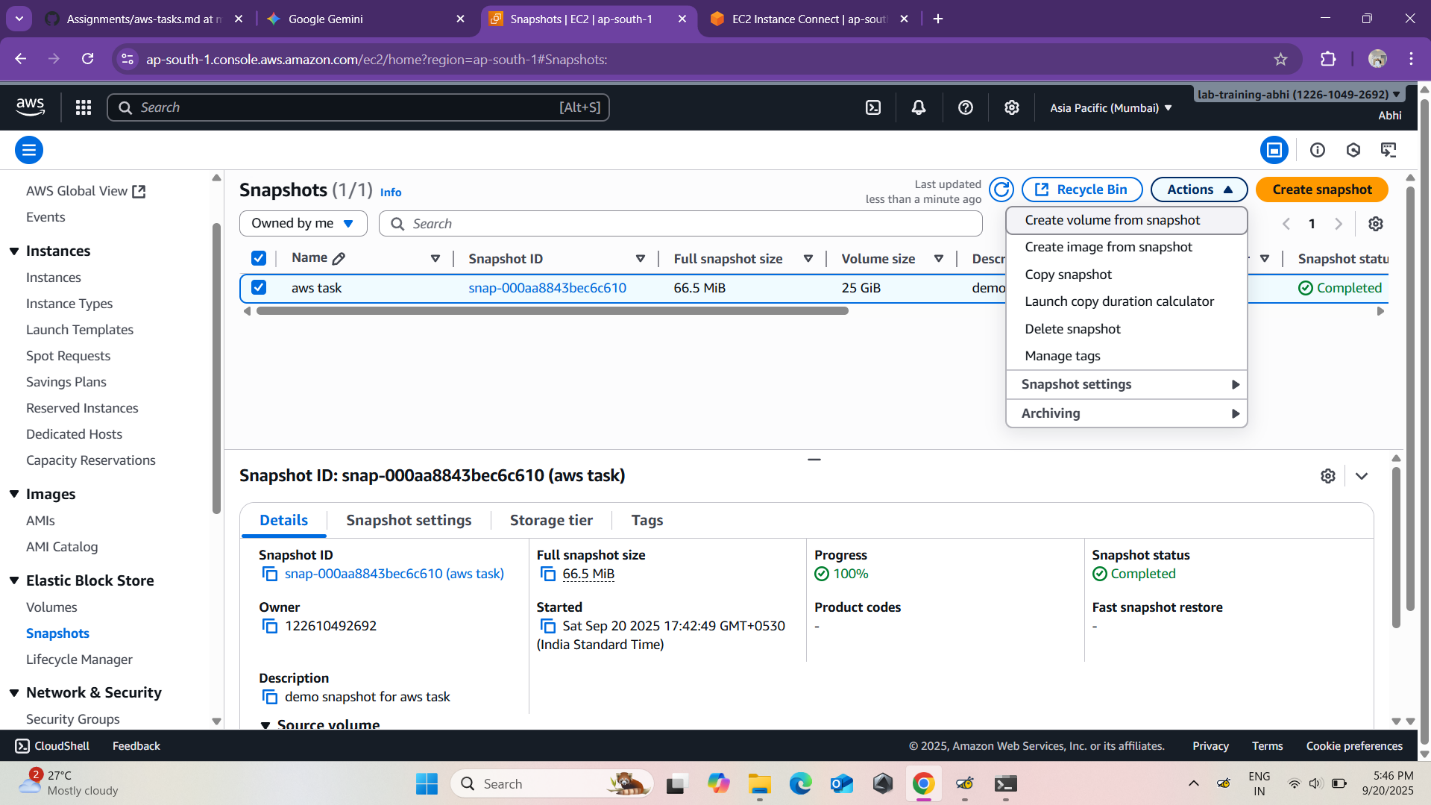 Assignments/aws-tasks.md at
Google Gemini
Snapshots | EC2 | ap-south-1
EC2 Instance Connect | ap-sout
ap-south-1.console.aws.amazon.com/ec2/home?region=ap-south-1#Snapshots:
aws
Search
[Alt+S]
Asia Pacific (Mumbai)
lab-training-abhi (1226-1049-2692)
Abhi
AWS Global View
Events
Instances
Instances
Instance Types
Launch Templates
Spot Requests
Savings Plans
Reserved Instances
Dedicated Hosts
Capacity Reservations
Images
AMIs
AMI Catalog
Elastic Block Store
Volumes
Snapshots
Lifecycle Manager
Network & Security
Security Groups
Snapshots (1/1) Info
Last updated
less than a minute ago
Recycle Bin
Actions
Create snapshot
Owned by me
Search
1
Create volume from snapshot
Create image from snapshot
Copy snapshot
Launch copy duration calculator
Delete snapshot
Manage tags
Snapshot settings
Archiving
Name
Snapshot ID
Full snapshot size
Volume size
Descr
Snapshot statu
aws task
snap-000aa8843bec6c610
66.5 MiB
25 GiB
demo
Completed
Snapshot ID: snap-000aa8843bec6c610 (aws task)
Details
Snapshot settings
Storage tier
Tags
Snapshot ID
snap-000aa8843bec6c610 (aws task)
Full snapshot size
66.5 MiB
Progress
100%
Snapshot status
Completed
Owner
122610492692
Started
Sat Sep 20 2025 17:42:49 GMT+0530
(India Standard Time)
Product codes
-
Fast snapshot restore
-
Description
demo snapshot for aws task
Source volume
CloudShell
Feedback
© 2025, Amazon Web Services, Inc. or its affiliates.
Privacy
Terms
Cookie preferences
2
27°C
Mostly cloudy
Search
ENG
IN
5:46 PM
9/20/2025